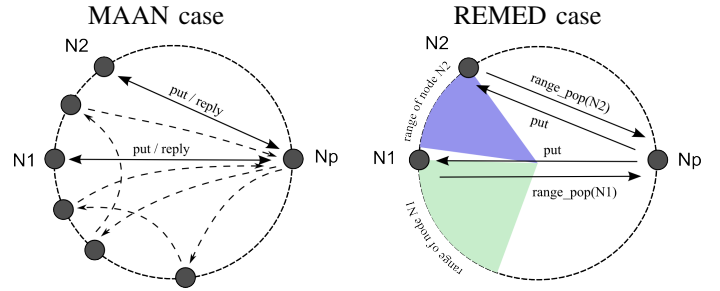 MAAN case
REMED case
N2
put / reply
N1
put / reply
Np
N2
range of node N2
range_pop(N2)
put
N1
put
Np
range_pop(N1)
range of node N1